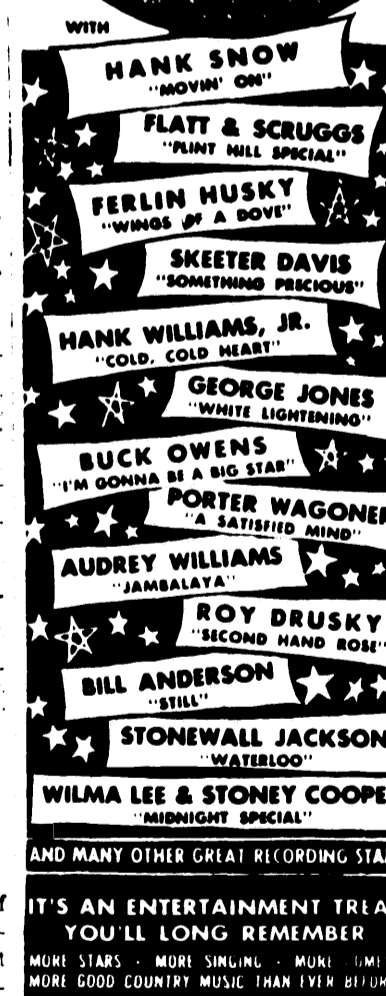 WITH
HANK SNOW
"MOVIN' ON"
FLATT & SCRUGGS
"FLINT HILL SPECIAL"
FERLIN HUSKY
"WINGS OF A DOVE"
SKEETER DAVIS
"SOMETHING PRECIOUS"
HANK WILLIAMS, JR.
"COLD, COLD HEART"
GEORGE JONES
"WHITE LIGHTENING"
BUCK OWENS
"I'M GONNA BE A BIG STAR"
PORTER WAGONER
"A SATISFIED MIND"
AUDREY WILLIAMS
"JAMBALAYA"
ROY DRUSKY
"SECOND HAND ROSE"
BILL ANDERSON
"STILL"
STONEWALL JACKSON
"WATERLOO"
WILMA LEE & STONEY COOPE
"MIDNIGHT SPECIAL"
AND MANY OTHER GREAT RECORDING STA
IT'S AN ENTERTAINMENT TREA
YOU'LL LONG REMEMBER
MORE STARS · MORE SINGING · MORE
MORE GOOD COUNTRY MUSIC THAN EVER BEFOR